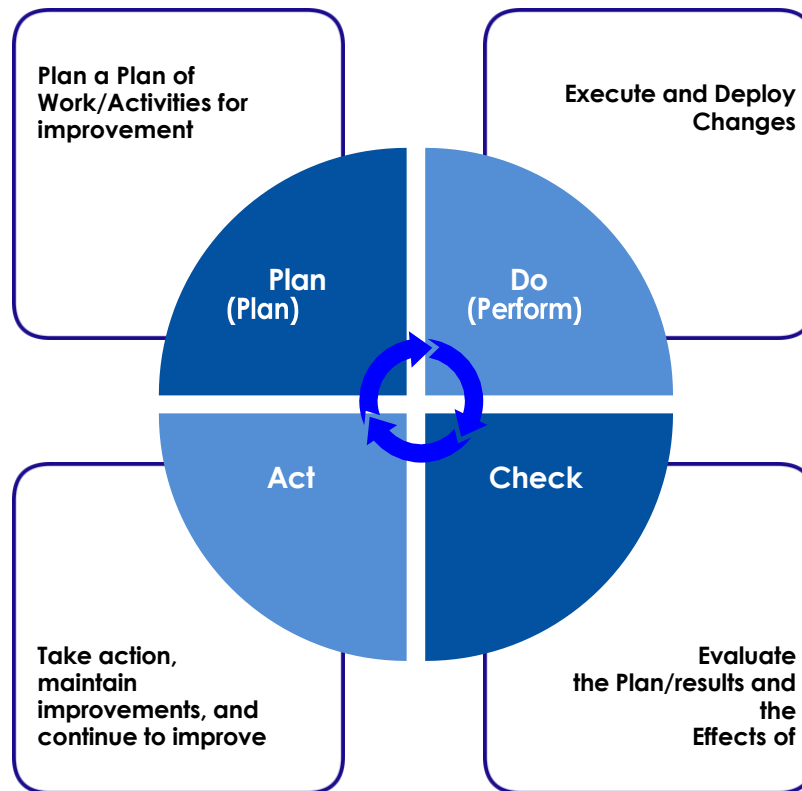 Plan a Plan of
Work/Activities for
improvement
Execute and Deploy
Changes
Plan
(Plan)
Do
(Perform)
Act
Check
Take action,
maintain
improvements, and
continue to improve
Evaluate
the Plan/results and
the
Effects of